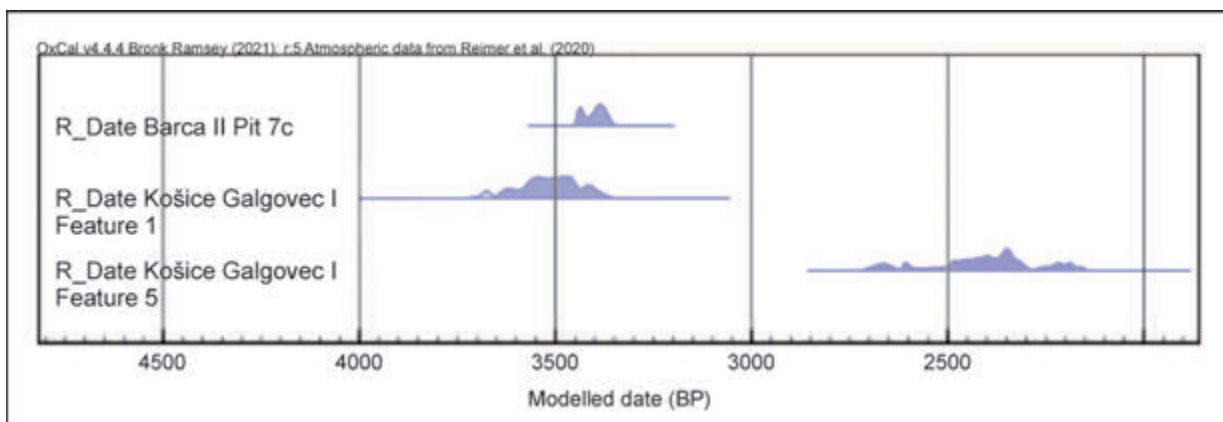 OxCal v4.4.4 Bronk Ramsey (2021); r:5 Atmospheric data from Reimer et al. (2020)
R_Date Barca II Pit 7c
R_Date Košice Galgovec I
Feature 1
R_Date Košice Galgovec I
Feature 5
4500 4000 3500 3000 2500
Modelled date (BP)